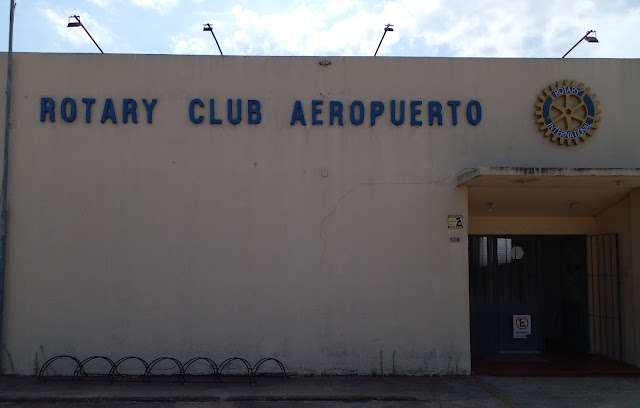 ROTARY CLUB AEROPUERTO
ROTARY
INTERNATIONAL
E